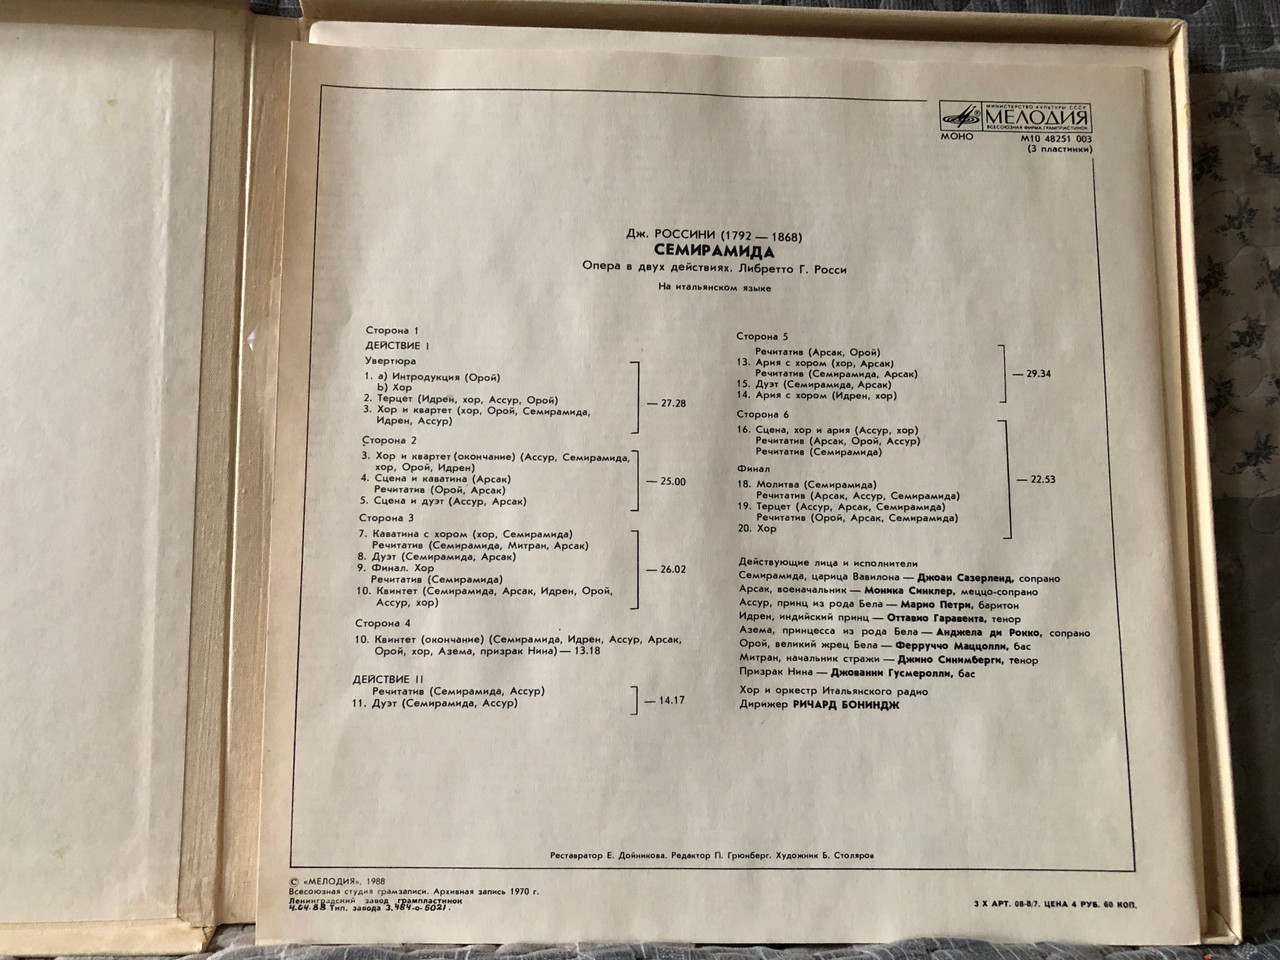 МИНИСТЕРСТВО КУЛЬТУРЫ СССР
МЕЛОДИЯ
ВСЕСОЮЗНАЯ ФИРМА ГРАМПЛАСТИНОК
МОНО М10 48251 003
(3 пластинки)
Дж. РОССИНИ (1792 — 1868)
СЕМИРАМИДА
Опера в двух действиях. Либретто Г. Росси
На итальянском языке
Сторона 1
ДЕЙСТВИЕ I
Увертюра
1. а) Интродукция (Орой)
b) Хор
2. Терцет (Идрен, хор, Ассур, Орой)
3. Хор и квартет (хор, Орой, Семирамида,
Идрен, Ассур)
— 27.28
Сторона 2
3. Хор и квартет (окончание) (Ассур, Семирамида,
хор, Орой, Идрен)
4. Сцена и каватина (Арсак)
Речитатив (Орой, Арсак)
5. Сцена и дуэт (Ассур, Арсак)
— 25.00
Сторона 3
7. Каватина с хором (хор, Семирамида)
Речитатив (Семирамида, Митран, Арсак)
8. Дуэт (Семирамида, Арсак)
9. Финал. Хор
Речитатив (Семирамида)
10. Квинтет (Семирамида, Арсак, Идрен, Орой,
Ассур, хор)
— 26.02
Сторона 4
10. Квинтет (окончание) (Семирамида, Идрен, Ассур, Арсак,
Орой, хор, Азема, призрак Нина) — 13.18
ДЕЙСТВИЕ II
Речитатив (Семирамида, Ассур)
11. Дуэт (Семирамида, Ассур)
— 14.17
Сторона 5
Речитатив (Арсак, Орой)
13. Ария с хором (хор, Арсак)
Речитатив (Семирамида, Арсак)
15. Дуэт (Семирамида, Арсак)
14. Ария с хором (Идрен, хор)
— 29.34
Сторона 6
16. Сцена, хор и ария (Ассур, хор)
Речитатив (Арсак, Орой, Ассур)
Речитатив (Семирамида)
Финал
18. Молитва (Семирамида)
Речитатив (Арсак, Ассур, Семирамида)
19. Терцет (Ассур, Арсак, Семирамида)
Речитатив (Орой, Арсак, Семирамида)
20. Хор
— 22.53
Действующие лица и исполнители
Семирамида, царица Вавилона — Джоан Сазерленд, сопрано
Арсак, военачальник — Моника Синклер, меццо-сопрано
Ассур, принц из рода Бела — Марио Петри, баритон
Идрен, индийский принц — Оттавио Гаравента, тенор
Азема, принцесса из рода Бела — Анджела ди Рокко, сопрано
Орой, великий жрец Бела — Ферруччо Маццолли, бас
Митран, начальник стражи — Джино Синимберги, тенор
Призрак Нина — Джованни Гусмеролли, бас
Хор и оркестр Итальянского радио
Дирижер РИЧАРД БОНИНДЖ
Реставратор Е. Дойникова. Редактор П. Грюнберг. Художник Б. Столяров
© «МЕЛОДИЯ», 1988
Всесоюзная студия грамзаписи. Архивная запись 1970 г.
Ленинградский завод грампластинок
4.04.88 Тип. завода З.484-о-5021.
3 Х АРТ. 08-8/7. ЦЕНА 4 РУБ. 60 КОП.